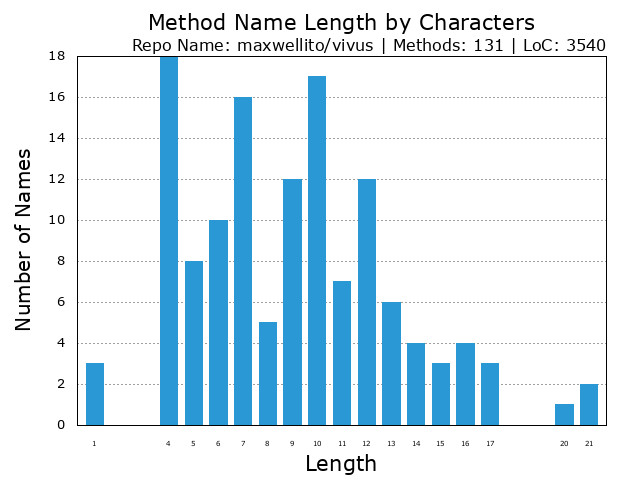 Method Name Length by Characters
Repo Name: maxwellito/vivus | Methods: 131 | LoC: 3540
Number of Names
18
16
14
12
10
8
6
4
2
0
1 4 5 6 7 8 9 10 11 12 13 14 15 16 17 20 21
Length